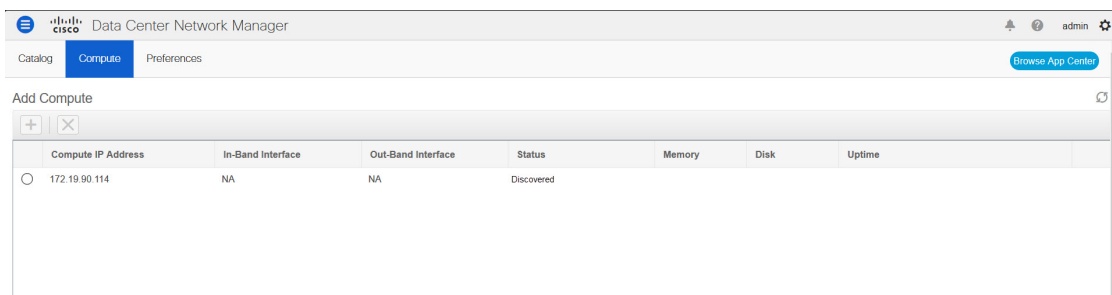 CISCO Data Center Network Manager admin
Catalog Compute Preferences Browse App Center
Add Compute
Compute IP Address In-Band Interface Out-Band Interface Status Memory Disk Uptime
172.19.90.114 NA NA Discovered